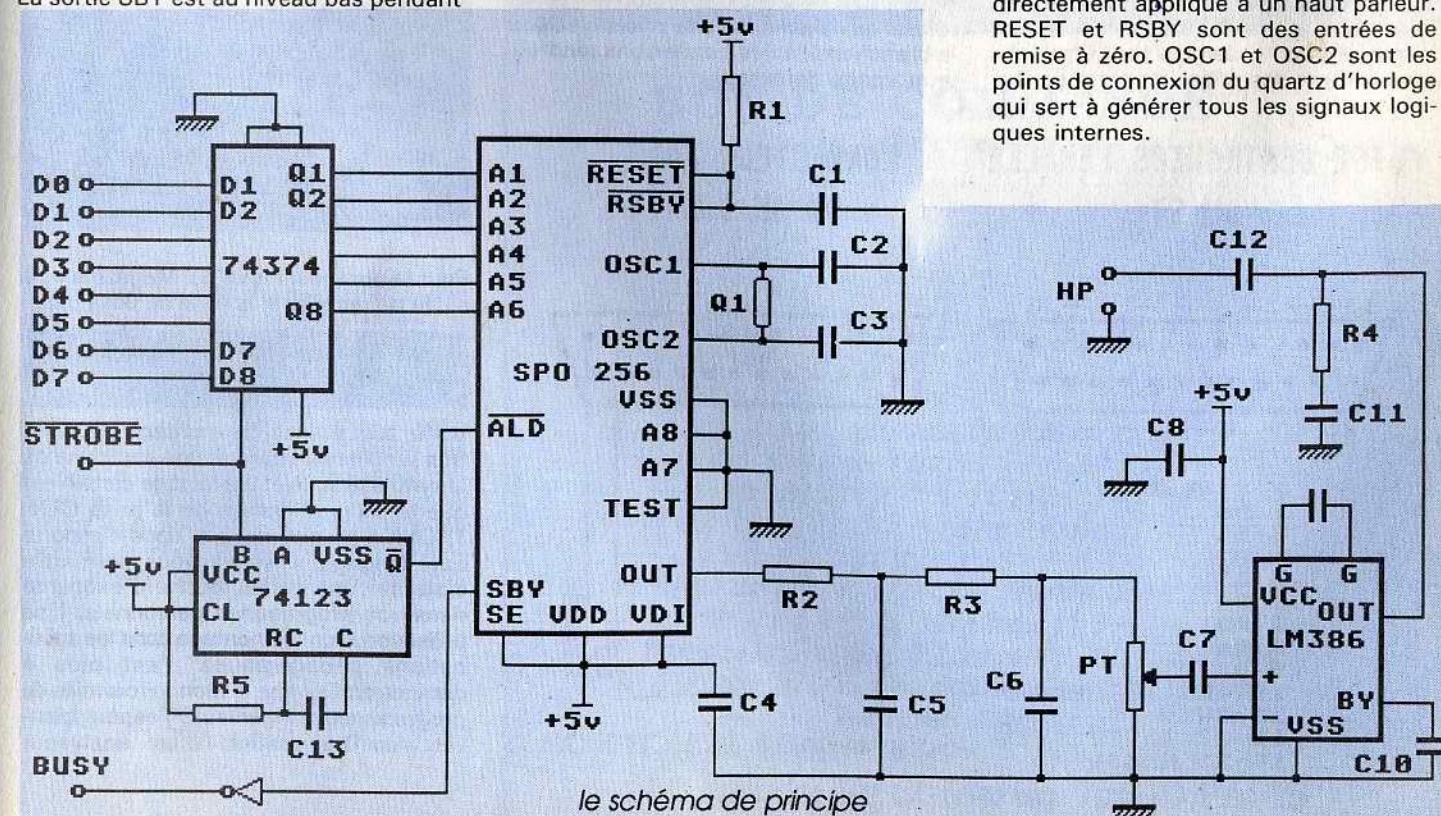 La sortie SBY est au niveau bas pendant
directement appliqué à un haut parleur.
RESET et RSBY sont des entrées de
remise à zéro. OSC1 et OSC2 sont les
points de connexion du quartz d'horloge
qui sert à générer tous les signaux logi-
ques internes.
+5v
R1
D0
D1
D2
D3
D4
D5
D6
D7
D1 Q1
D2 Q2
74374
Q8
D7
D8
+5v
STROBE
A1
A2
A3
A4
A5
A6
RESET
RSBY
OSC1
OSC2
SPO 256
VSS
A8
A7
TEST
ALD
OUT
SBY
SE VDD VDI
+5v
C1
C2
Q1
C3
+5v
B A VSS Q
VCC
74123
CL
RC C
R5
C13
BUSY
R2
R3
C4
C5
C6
PT
C7
C12
HP
R4
C11
+5v
C8
G G
VCC OUT
LM386
+
BY
-
VSS
C10
le schéma de principe